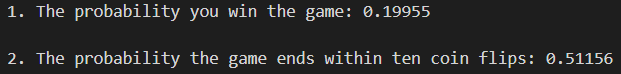 1. The probability you win the game: 0.19955
2. The probability the game ends within ten coin flips: 0.51156